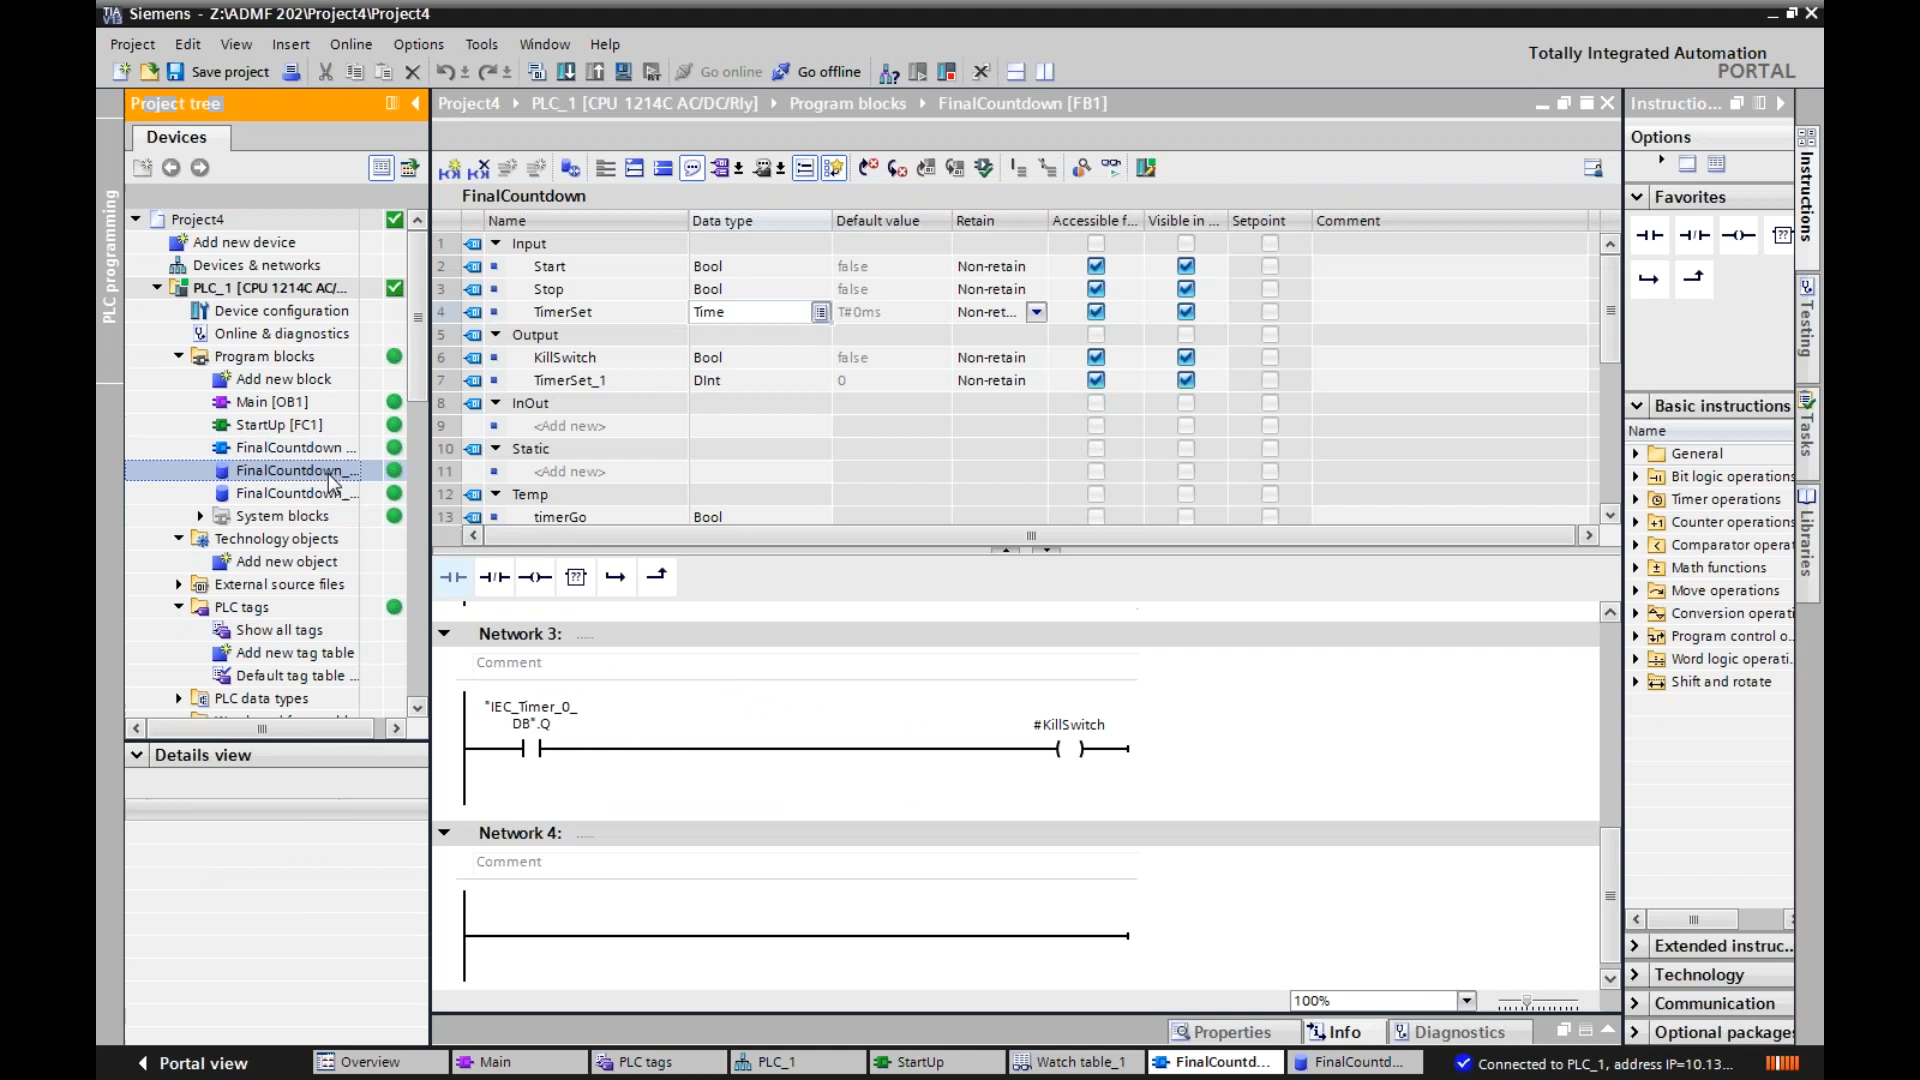 TIA V13 Siemens - Z:\ADMF 202\Project4\Project4
Project Edit View Insert Online Options Tools Window Help
Save project Go online Go offline
Totally Integrated Automation
PORTAL
Project tree
Project4 PLC_1 [CPU 1214C AC/DC/Rly] Program blocks FinalCountdown [FB1]
Instructio...
Devices
Options
PLC programming
Project4
Add new device
Devices & networks
PLC_1 [CPU 1214C AC/...
Device configuration
Online & diagnostics
Program blocks
Add new block
Main [OB1]
StartUp [FC1]
FinalCountdown ...
FinalCountdown_...
FinalCountdown_...
System blocks
Technology objects
Add new object
External source files
PLC tags
Show all tags
Add new tag table
Default tag table ...
PLC data types
Details view
FinalCountdown
Name Data type Default value Retain Accessible f... Visible in ... Setpoint Comment
1 Input
2 Start Bool false Non-retain
3 Stop Bool false Non-retain
4 TimerSet Time T#0ms Non-ret...
5 Output
6 KillSwitch Bool false Non-retain
7 TimerSet_1 DInt 0 Non-retain
8 InOut
9 <Add new>
10 Static
11 <Add new>
12 Temp
13 timerGo Bool
??
Network 3: .....
Comment
"IEC_Timer_0_
DB".Q
#KillSwitch
Network 4: .....
Comment
100%
Properties Info Diagnostics
Favorites
??
Basic instructions
Name
General
Bit logic operations
Timer operations
Counter operations
Comparator opera
Math functions
Move operations
Conversion operati
Program control o...
Word logic operati...
Shift and rotate
Extended instruc...
Technology
Communication
Optional packages
Instructions
Testing
Tasks
Libraries
Portal view Overview Main PLC tags PLC_1 StartUp Watch table_1 FinalCountd... FinalCountd... Connected to PLC_1, address IP=10.13...